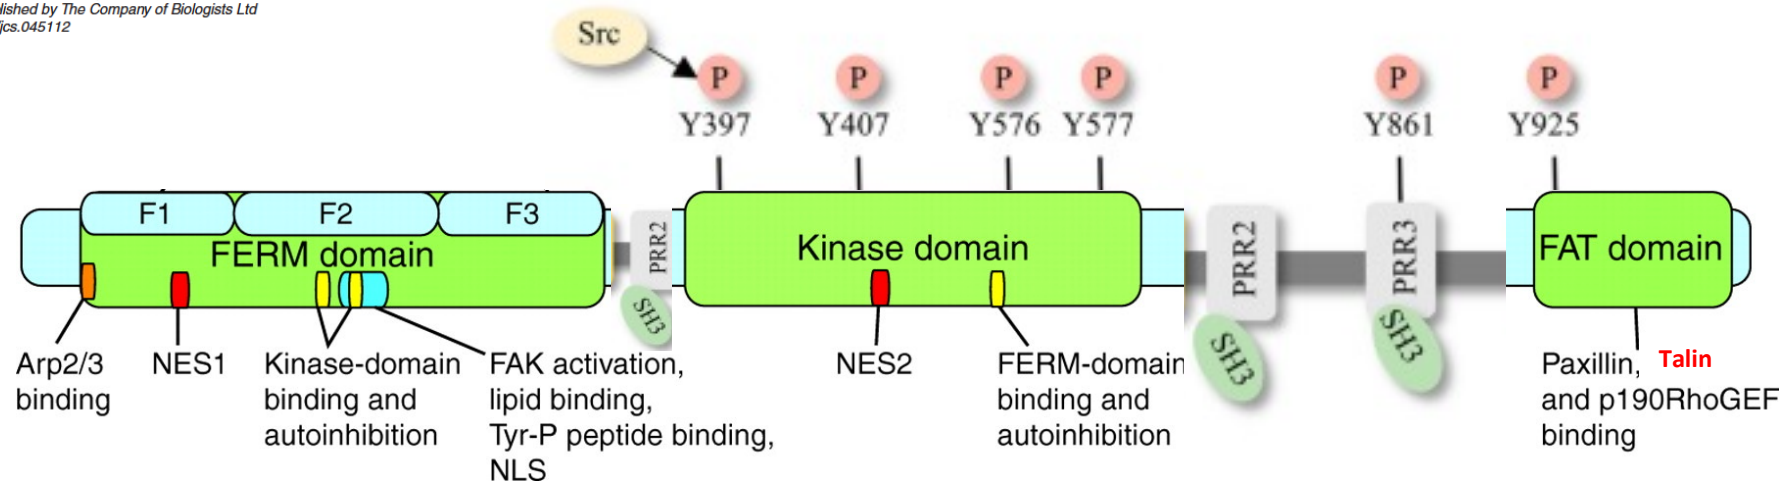 lished by The Company of Biologists Ltd
jcs.045112
Src
P P P P P P
Y397 Y407 Y576 Y577 Y861 Y925
F1 F2 F3
FERM domain
PRR2
SH3
Kinase domain
PRR2
SH3
PRR3
SH3
FAT domain
Arp2/3
binding
NES1
Kinase-domain
binding and
autoinhibition
FAK activation,
lipid binding,
Tyr-P peptide binding,
NLS
NES2
FERM-domain
binding and
autoinhibition
Paxillin, Talin
and p190RhoGEF
binding